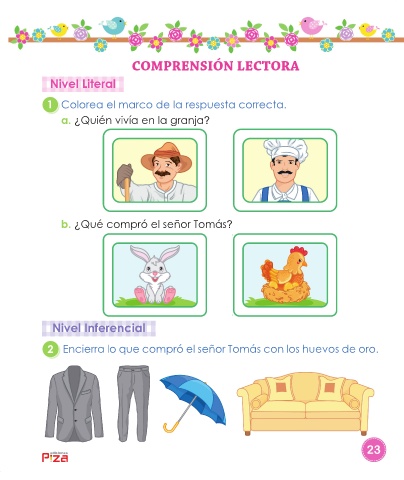 COMPRENSIÓN LECTORA
Nivel Literal
1 Colorea el marco de la respuesta correcta.
a. ¿Quién vivía en la granja?
b. ¿Qué compró el señor Tomás?
Nivel Inferencial
2 Encierra lo que compró el señor Tomás con los huevos de oro.
PIZA
23